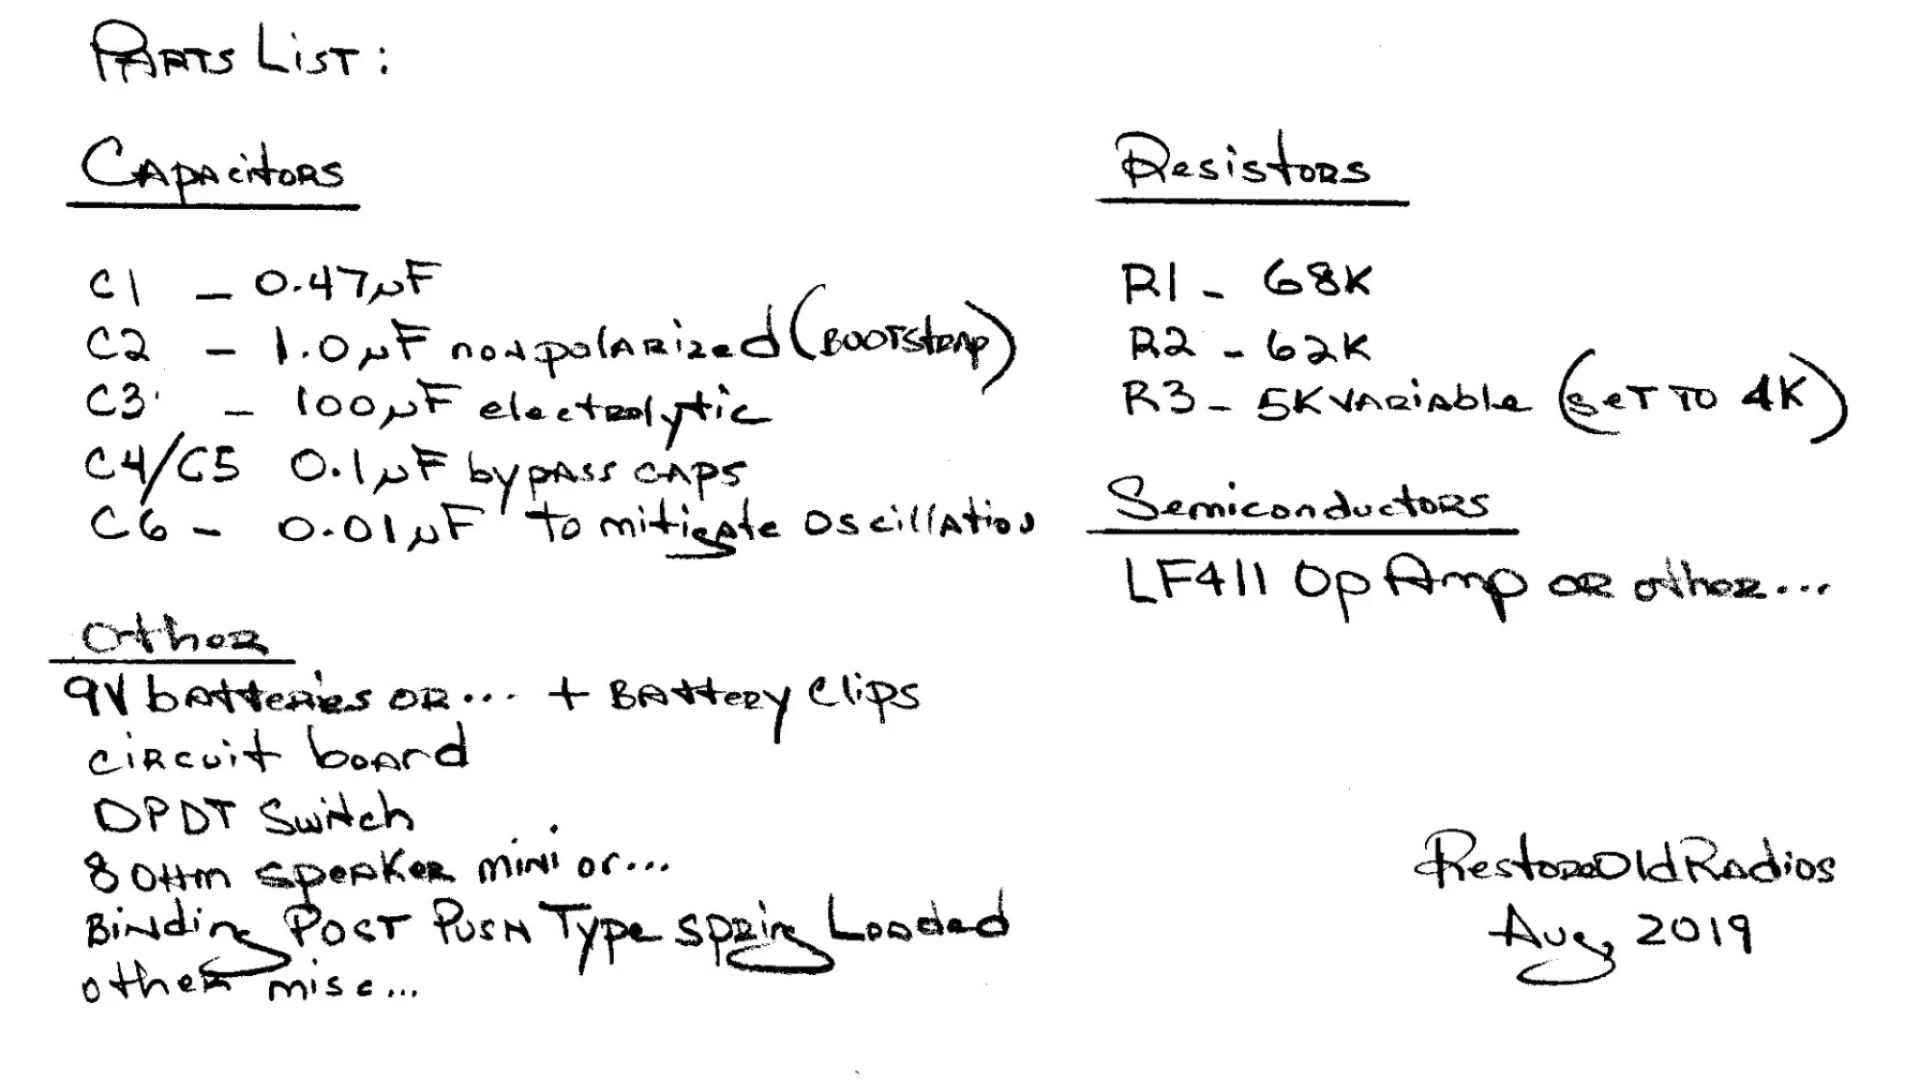 Parts List:
Capacitors
C1 - 0.47µF
C2 - 1.0µF nonpolarized (Bootstrap)
C3 - 100µF electrolytic
C4/C5 0.1µF bypass caps
C6 - 0.01µF to mitigate oscillation
Other
9V batteries or... + Battery clips
circuit board
DPDT Switch
8 Ohm speaker mini or...
Binding Post Push Type spring Loaded
other misc...
Resistors
R1 - 68K
R2 - 62K
R3 - 5K variable (set to 4K)
Semiconductors
LF411 Op Amp or other...
RestoreOldRadios
Aug 2019